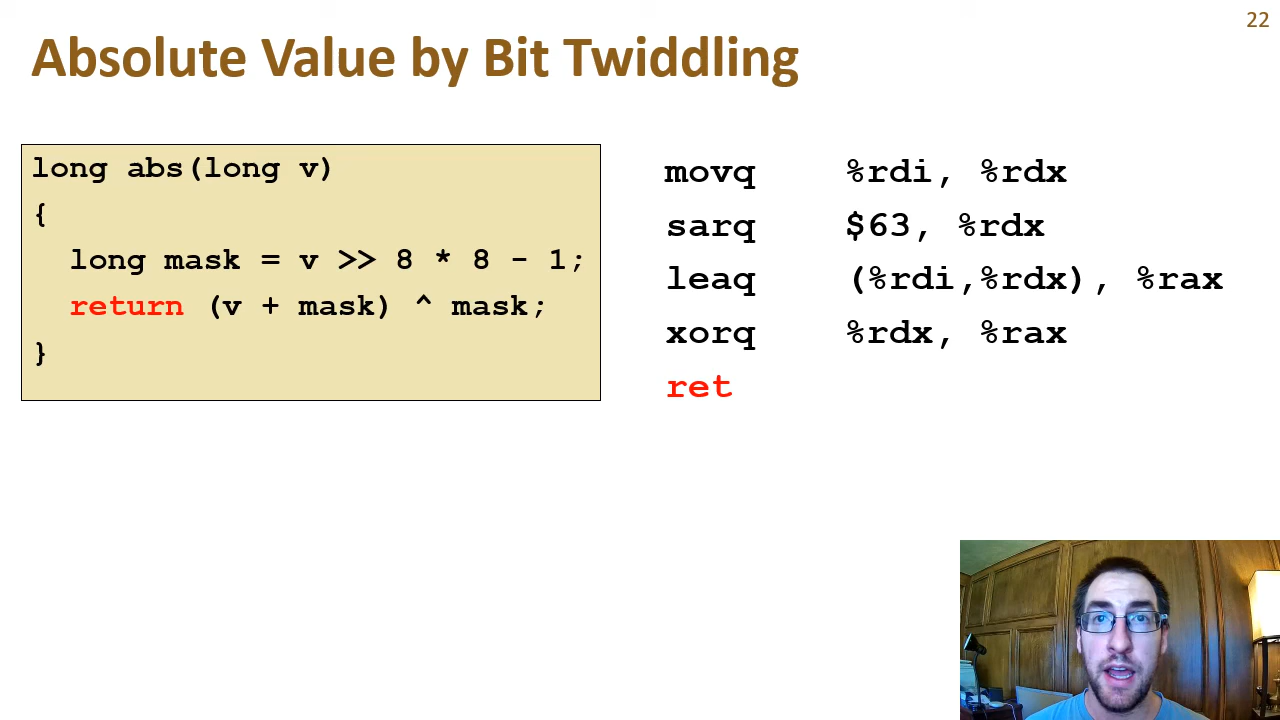 22
Absolute Value by Bit Twiddling
long abs(long v)
{
long mask = v >> 8 * 8 - 1;
return (v + mask) ^ mask;
}
movq %rdi, %rdx
sarq $63, %rdx
leaq (%rdi,%rdx), %rax
xorq %rdx, %rax
ret